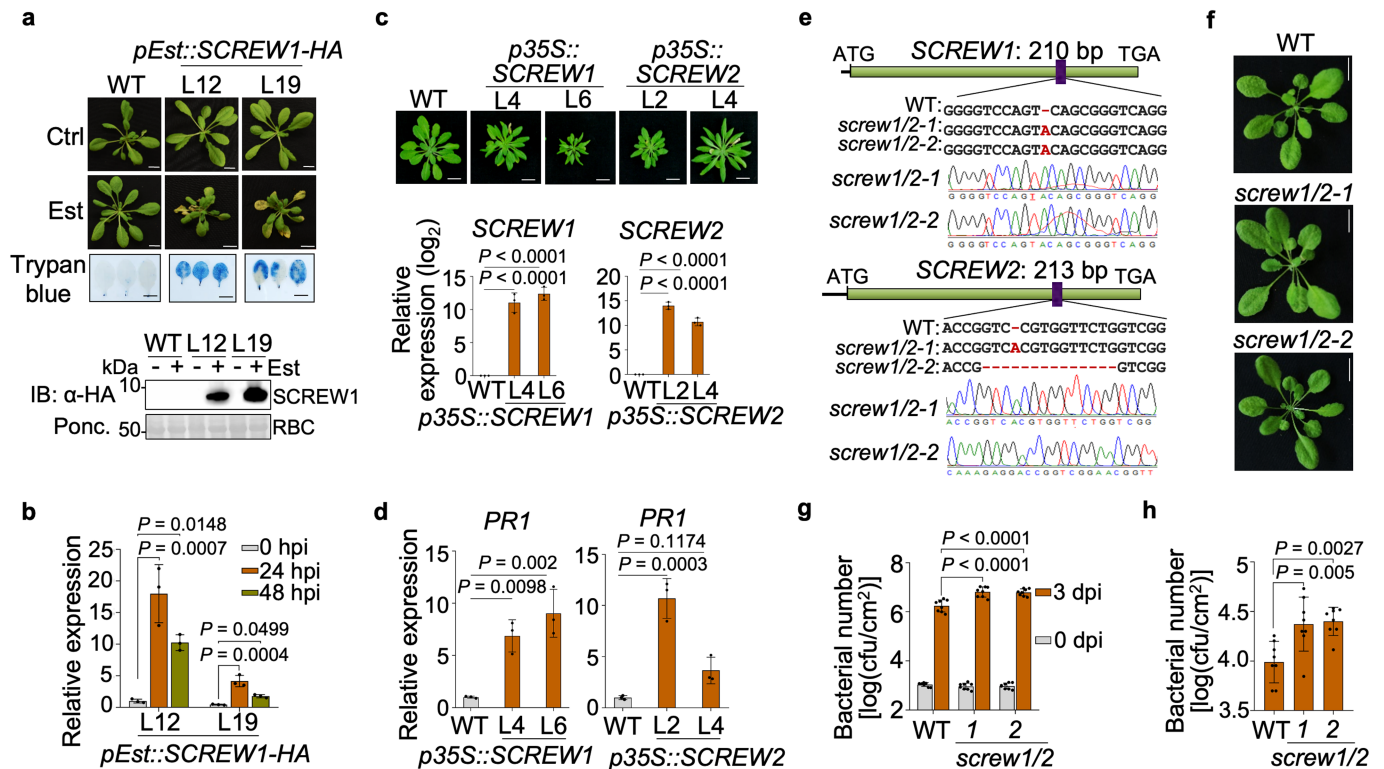 a
pEst::SCREW1-HA
WT L12 L19
Ctrl
Est
Trypan
blue
WT L12 L19
kDa - + - + - + Est
IB: α-HA 10 SCREW1
Ponc. 50 RBC
b
Relative expression
P = 0.0148
P = 0.0007
0 hpi
24 hpi
48 hpi
P = 0.0499
P = 0.0004
25
20
15
10
5
0
L12 L19
pEst::SCREW1-HA
c
p35S:: p35S::
SCREW1 SCREW2
WT L4 L6 L2 L4
Relative
expression (log2)
SCREW1
P < 0.0001
P < 0.0001
15
10
5
0
WT L4 L6
p35S::SCREW1
SCREW2
P < 0.0001
P < 0.0001
20
15
10
5
0
WT L2 L4
p35S::SCREW2
d
Relative expression
PR1
P = 0.002
P = 0.0098
15
10
5
0
WT L4 L6
p35S::SCREW1
PR1
P = 0.1174
P = 0.0003
15
10
5
0
WT L2 L4
p35S::SCREW2
e
ATG SCREW1: 210 bp TGA
WT: GGGGTCCAGT-CAGCGGGTCAGG
screw1/2-1: GGGGTCCAGTACAGCGGGTCAGG
screw1/2-2: GGGGTCCAGTACAGCGGGTCAGG
screw1/2-1
GGGGTCCAGTACAGCGGGTCAGG
screw1/2-2
GGGGTCCAGTACAGCGGGTCAGG
ATG SCREW2: 213 bp TGA
WT: ACCGGTC-CGTGGTTCTGGTCGG
screw1/2-1: ACCGGTCACGTGGTTCTGGTCGG
screw1/2-2: ACCG--------------GTCGG
screw1/2-1
ACCGGTCACGTGGTTCTGGTCGG
screw1/2-2
CAAAGAGGACCGGTCGGAACGGTT
f
WT
screw1/2-1
screw1/2-2
g
Bacterial number
[log(cfu/cm2)]
P < 0.0001
P < 0.0001
3 dpi
0 dpi
8
6
4
2
WT 1 2
screw1/2
h
Bacterial number
[log(cfu/cm2)]
P = 0.0027
P = 0.005
5.0
4.5
4.0
3.5
WT 1 2
screw1/2